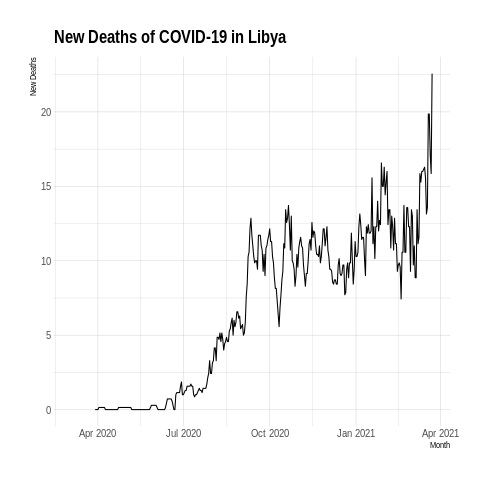 New Deaths of COVID-19 in Libya
New Deaths
20
15
10
5
0
Apr 2020
Jul 2020
Oct 2020
Jan 2021
Apr 2021
Month